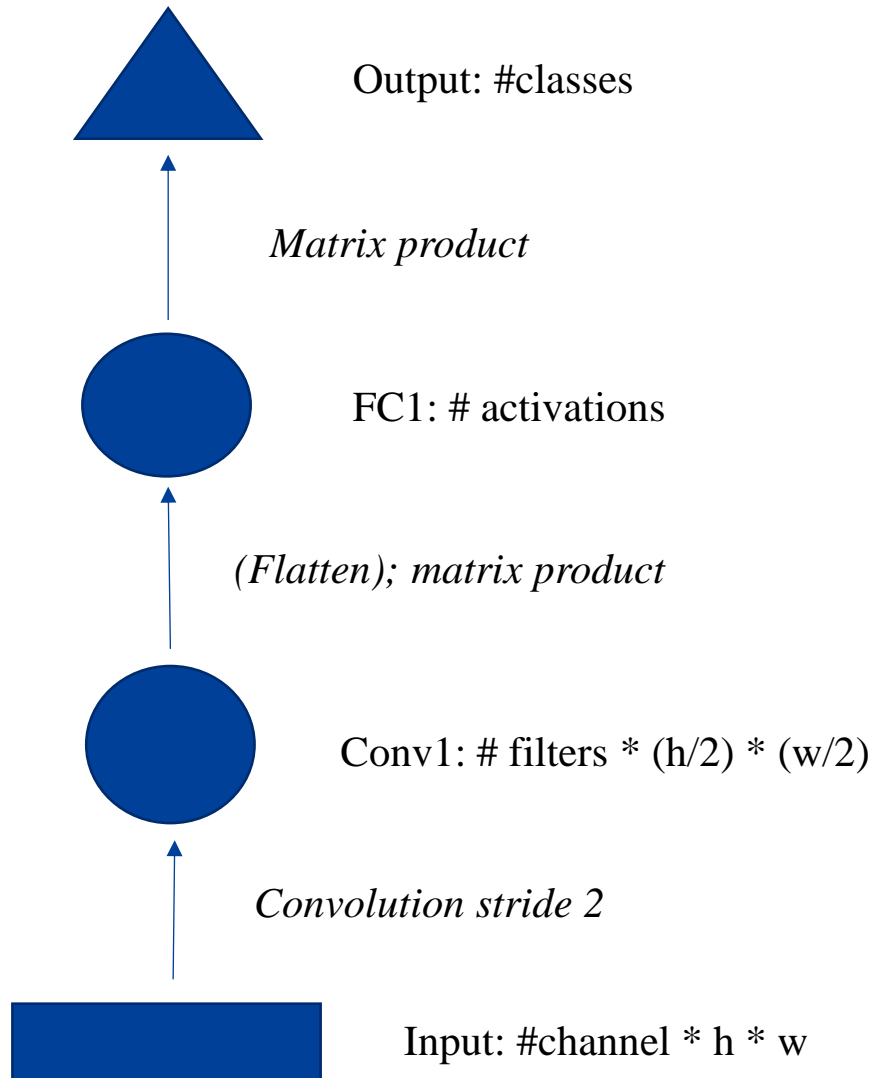 Output: #classes
Matrix product
FC1: # activations
(Flatten); matrix product
Conv1: # filters * (h/2) * (w/2)
Convolution stride 2
Input: #channel * h * w